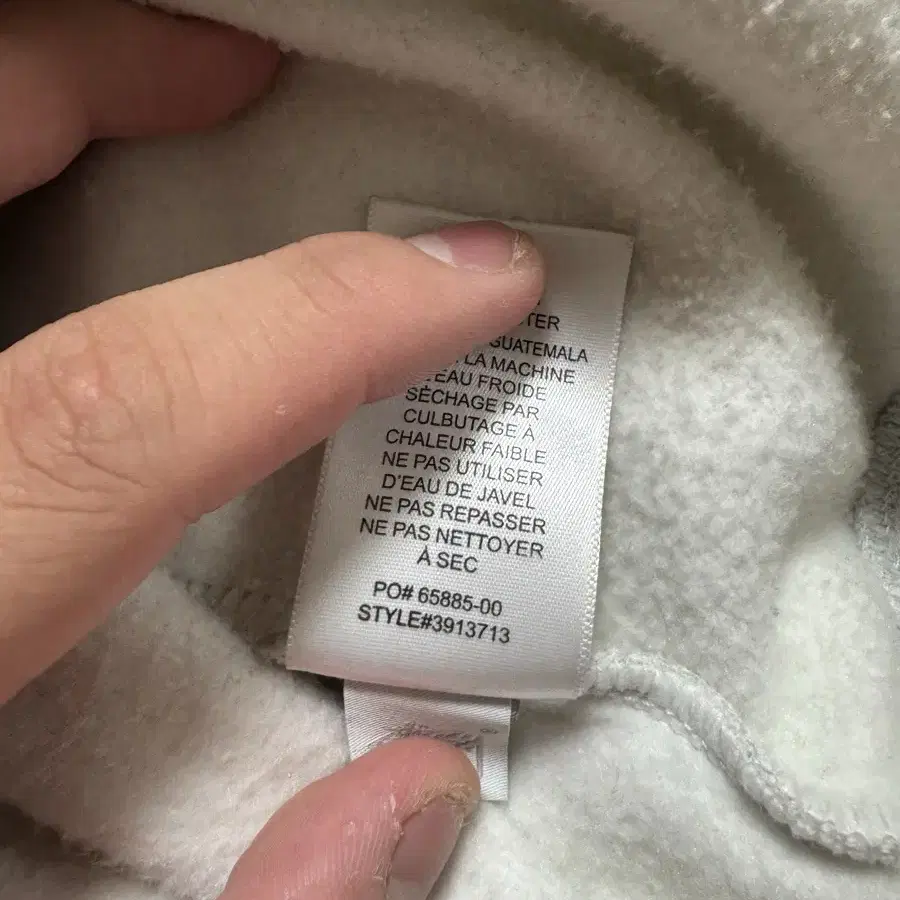 GUATEMALA
LA MACHINE
EAU FROIDE
SÉCHAGE PAR
CULBUTAGE À
CHALEUR FAIBLE
NE PAS UTILISER
D'EAU DE JAVEL
NE PAS REPASSER
NE PAS NETTOYER
À SEC
PO# 65885-00
STYLE#3913713